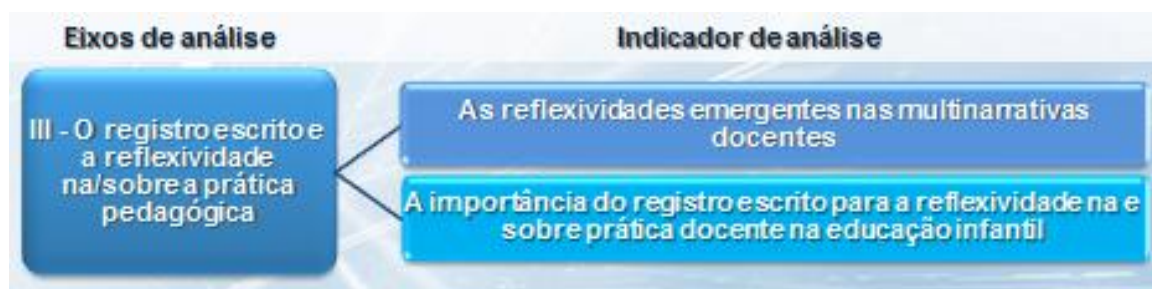 Eixos de análise
Indicador de análise
III - O registro escrito e
a reflexividade
na/sobre a prática
pedagógica
As reflexividades emergentes nas multinarrativas
docentes
A importância do registro escrito para a reflexividade na e
sobre prática docente na educação infantil